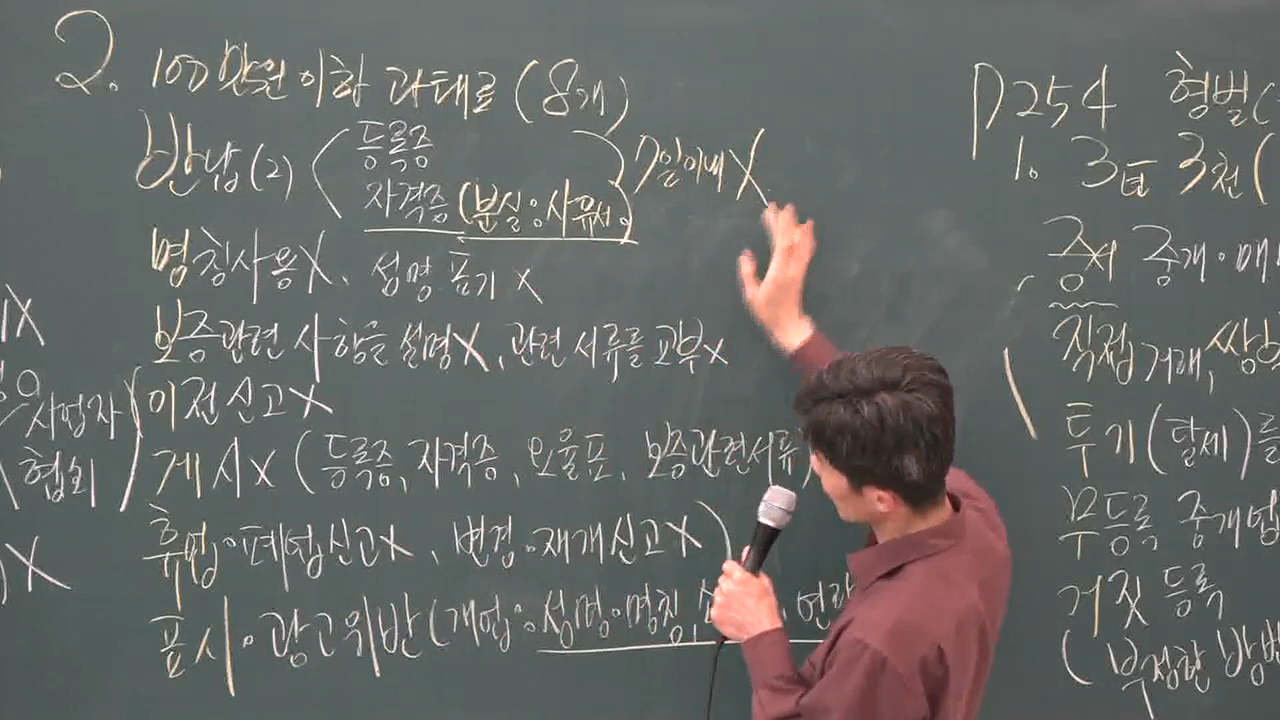 2. 100만원이하 과태료 (8개)
반납(2) ( 등록증
자격증 (분실:사유서) ) 7일이내 X
명칭사용X, 성명 표기 X
보증관련 사항을 설명X, 관련 서류를 교부X
이전신고X
게시X (등록증, 자격증, 요율표, 보증관련서류)
휴업·폐업신고X, 변경·재개신고X
표시·광고위반(개업:성명·명칭,
사업자
협회
P254 형벌(
1. 3년 3천(
증서 중개·매
직접 거래, 쌍
투기(탈세)를
무등록 중개업
거짓 등록
(부정한 방법